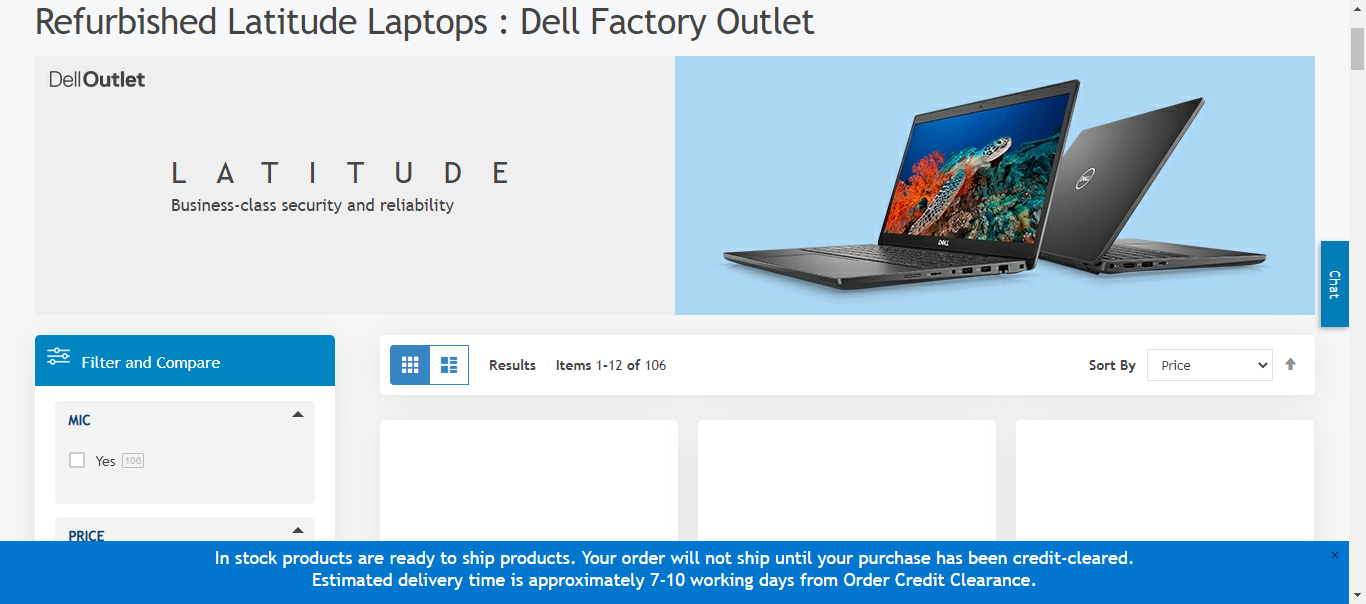 Refurbished Latitude Laptops : Dell Factory Outlet
DellOutlet
LATITUDE
Business-class security and reliability
DELL
DELL
Chat
Filter and Compare
Results Items 1-12 of 106
Sort By Price
MIC
Yes 106
PRICE
In stock products are ready to ship products. Your order will not ship until your purchase has been credit-cleared.
Estimated delivery time is approximately 7-10 working days from Order Credit Clearance.